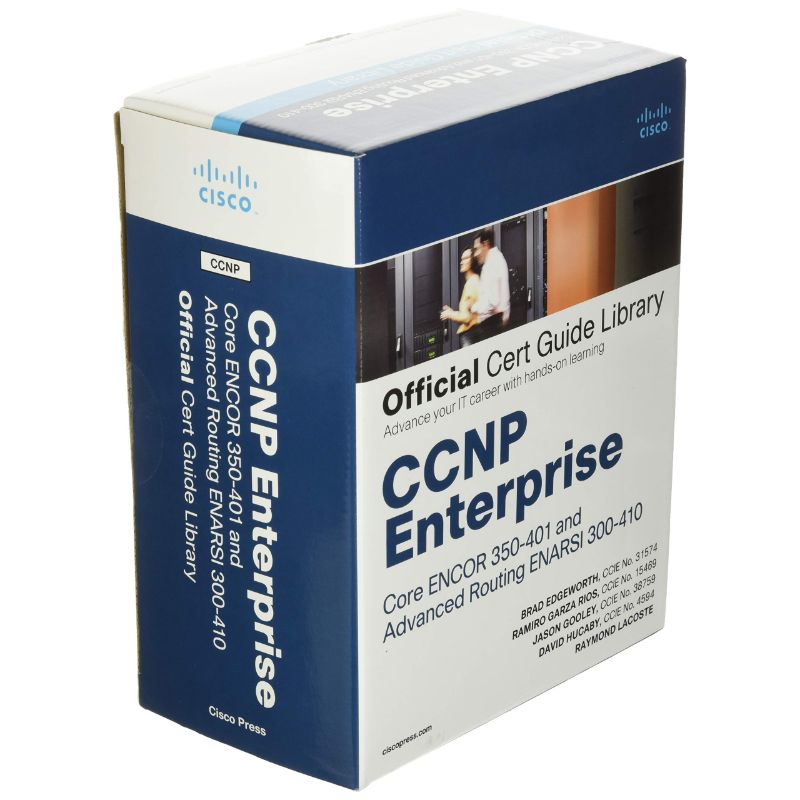 CCNP Enterprise
300-410
CISCO
CISCO
CCNP
CCNP Enterprise
Core ENCOR 350-401 and
Advanced Routing ENARSI 300-410
Official Cert Guide Library
Cisco Press
Official Cert Guide Library
Advance your IT career with hands-on learning
CCNP
Enterprise
Core ENCOR 350-401 and
Advanced Routing ENARSI 300-410
BRAD EDGEWORTH, CCIE No. 31574
RAMIRO GARZA RIOS, CCIE No. 15469
JASON GOOLEY, CCIE No. 38759
DAVID HUCABY, CCIE No. 4594
RAYMOND LACOSTE
ciscopress.com